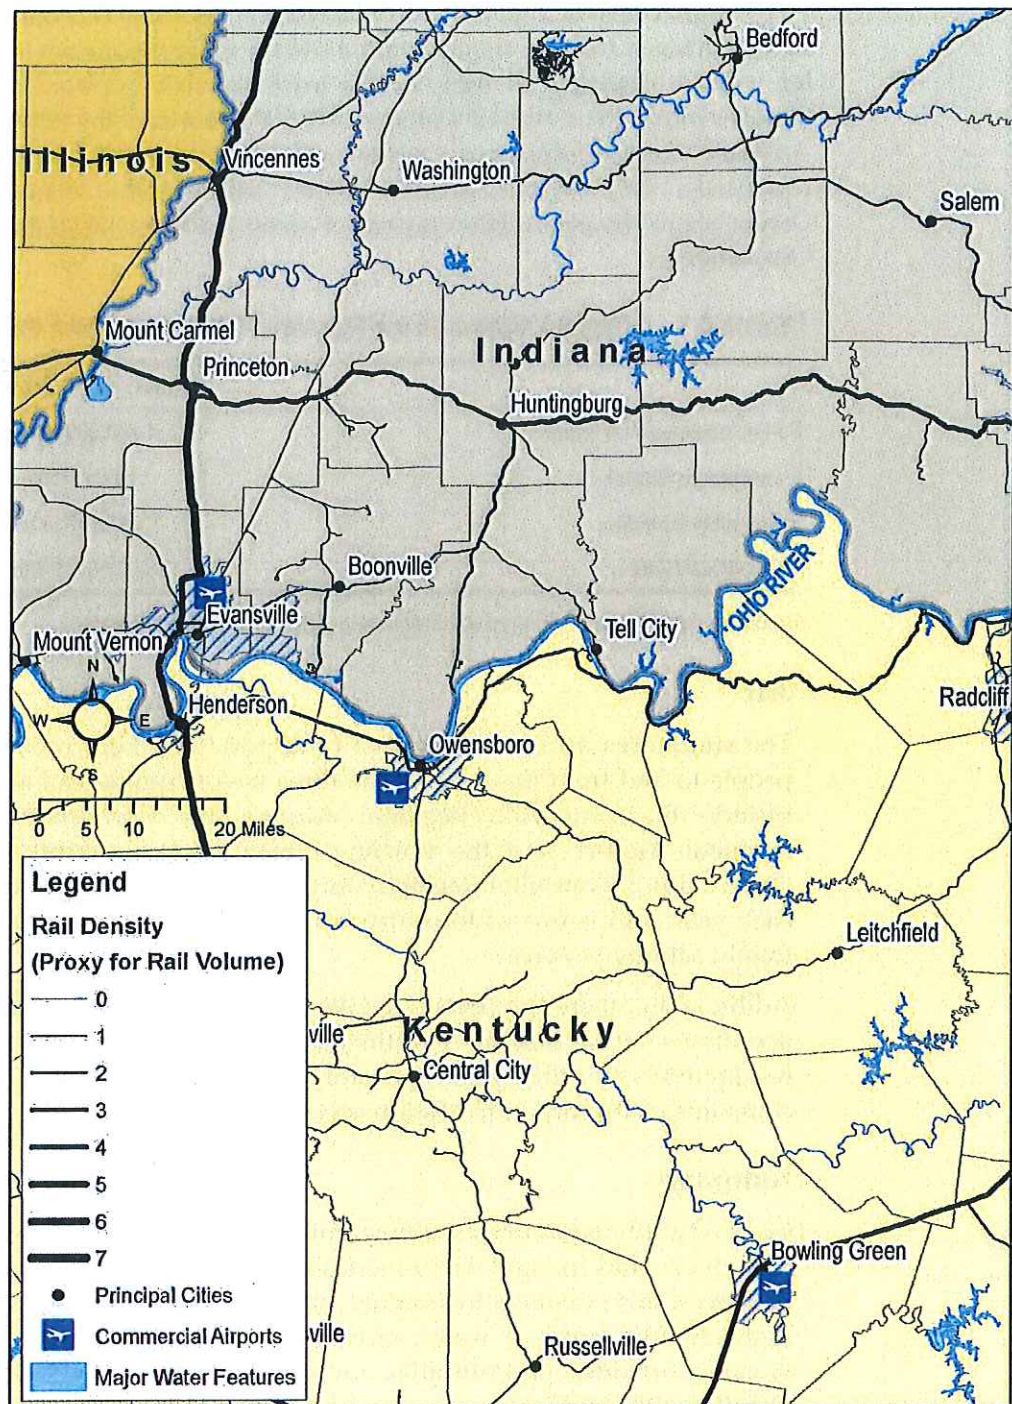 Bedford
Illinois
Vincennes
Washington
Salem
Mount Carmel
Indiana
Princeton
Huntingburg
OHIO RIVER
Boonville
Evansville
Tell City
Mount Vernon
N
W E
S
Henderson
Radcliff
Owensboro
0 5 10 20 Miles
Legend
Rail Density
(Proxy for Rail Volume)
0
1
2
3
4
5
6
7
Principal Cities
Commercial Airports
Major Water Features
Leitchfield
ville
Kentucky
Central City
Bowling Green
sville
Russellville